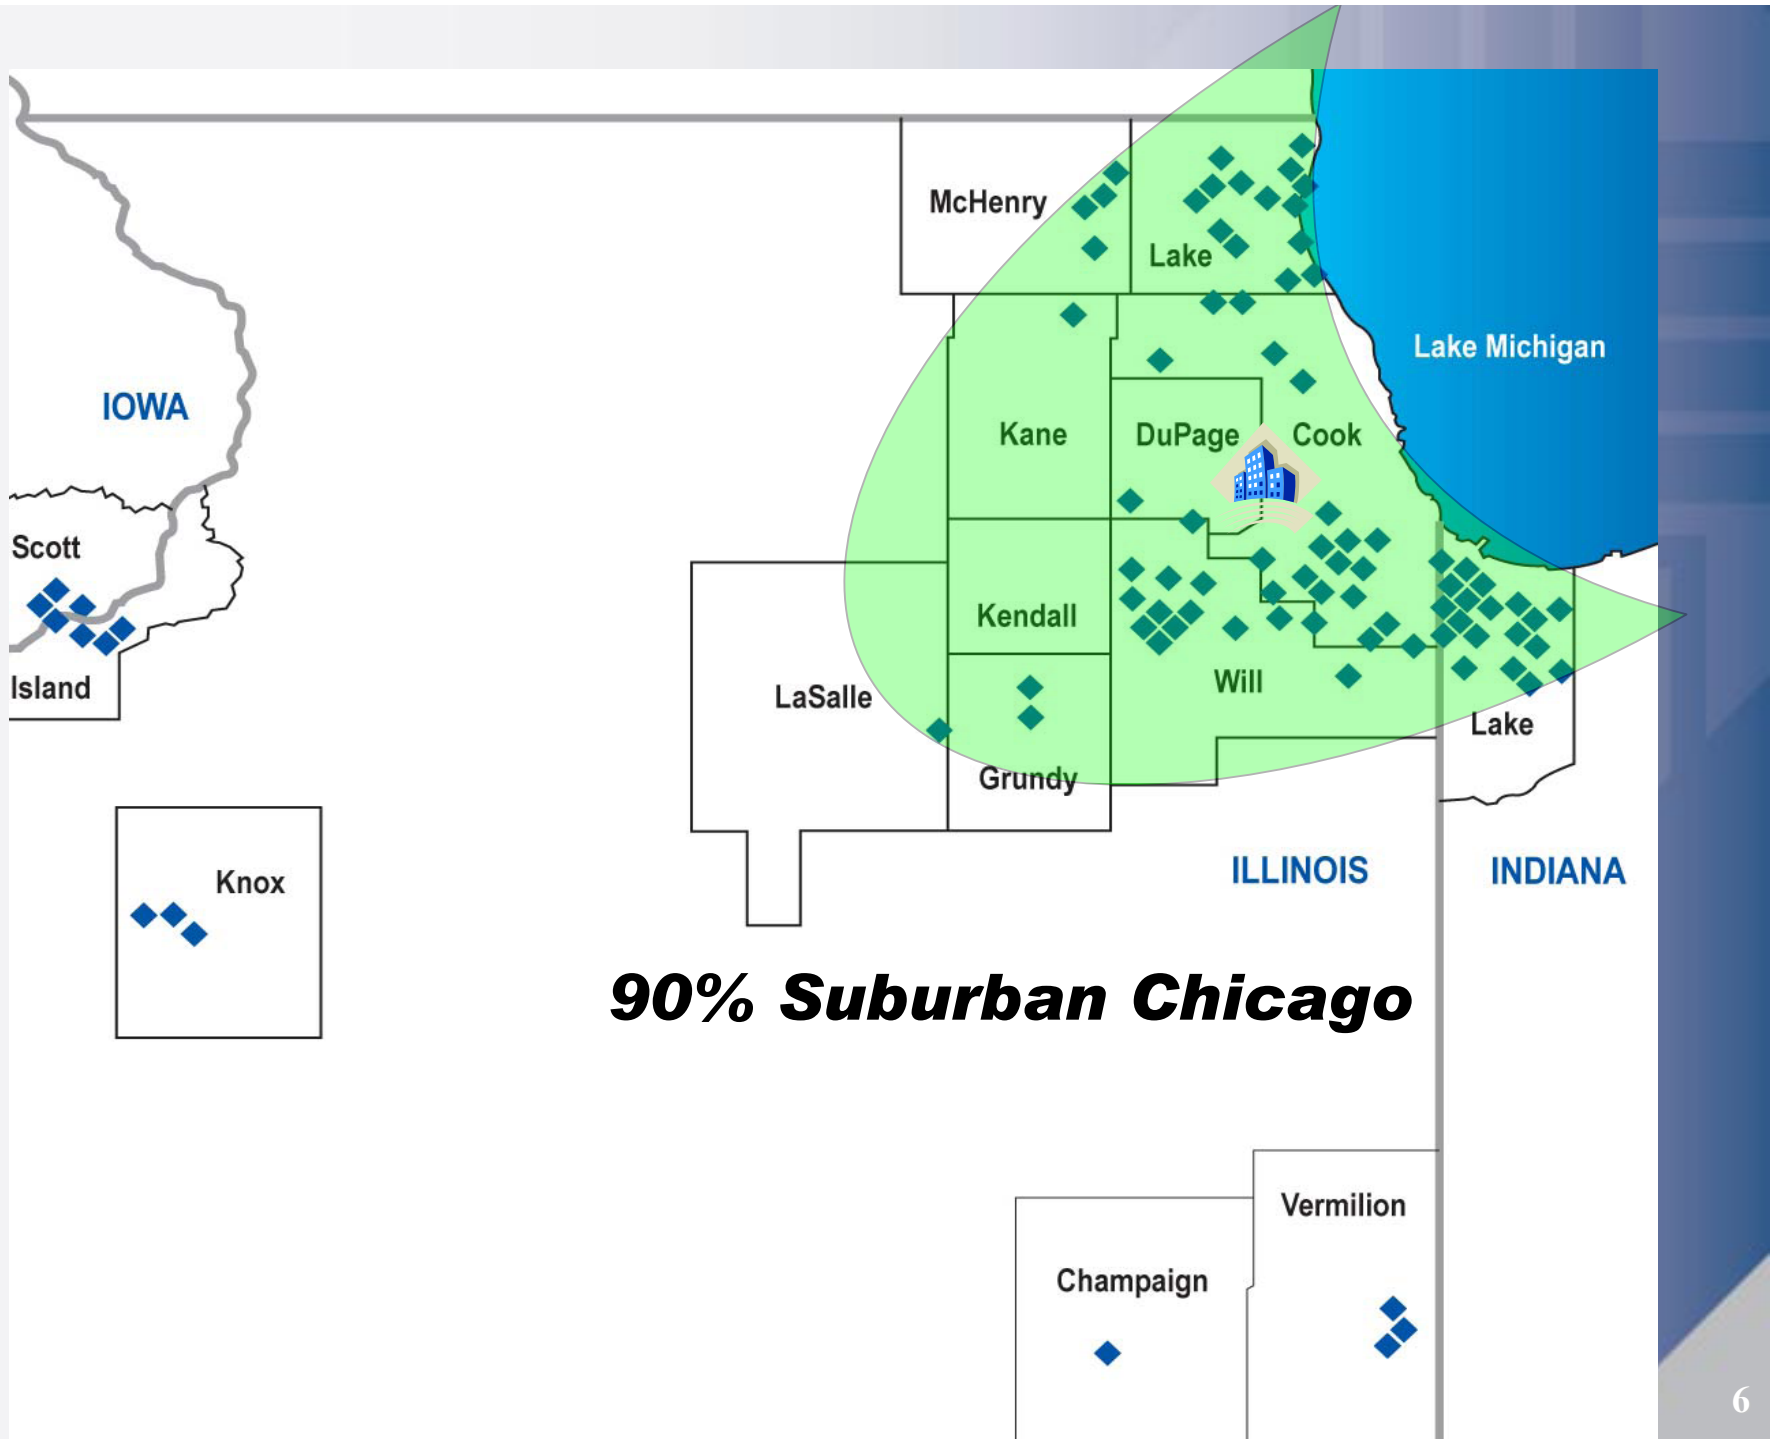 McHenry
Lake
Lake Michigan
IOWA
Kane
DuPage
Cook
Scott
Kendall
Island
LaSalle
Will
Lake
Grundy
Knox
ILLINOIS
INDIANA
90% Suburban Chicago
Vermilion
Champaign
6